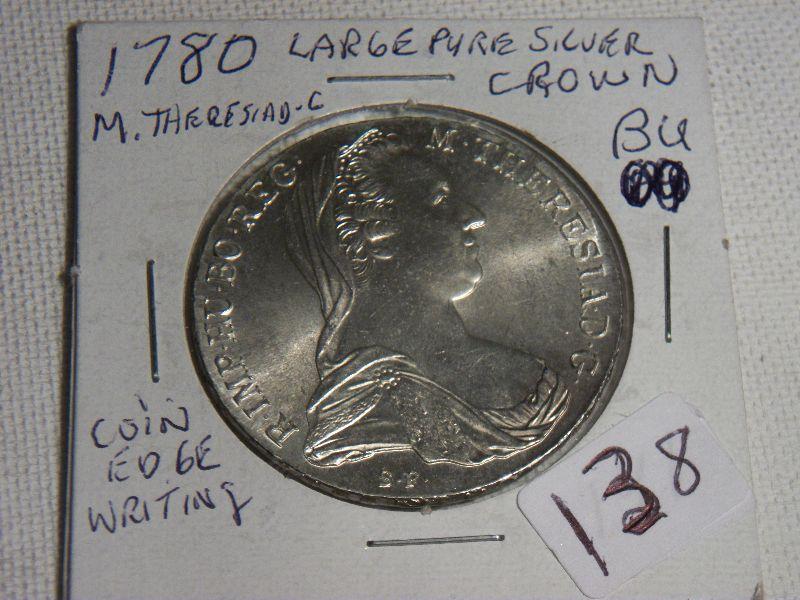 1780 LARGE PURE SILVER
CROWN
M. THERESIAD-G
BU
R·IMP·HU·BO·REG·
M·THERESIA·D·G·
S·F·
COIN
EDGE
WRITING
138